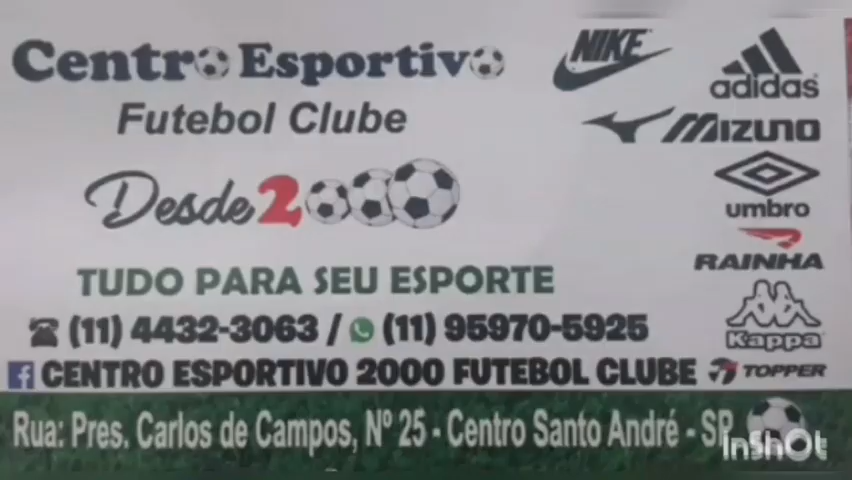 Centro Esportivo
Futebol Clube
Desde 2000
TUDO PARA SEU ESPORTE
(11) 4432-3063 / (11) 95970-5925
CENTRO ESPORTIVO 2000 FUTEBOL CLUBE
Rua: Pres. Carlos de Campos, Nº 25 - Centro Santo André - SP
NIKE
adidas
MIZUNO
umbro
RAINHA
Kappa
TOPPER
InShOt